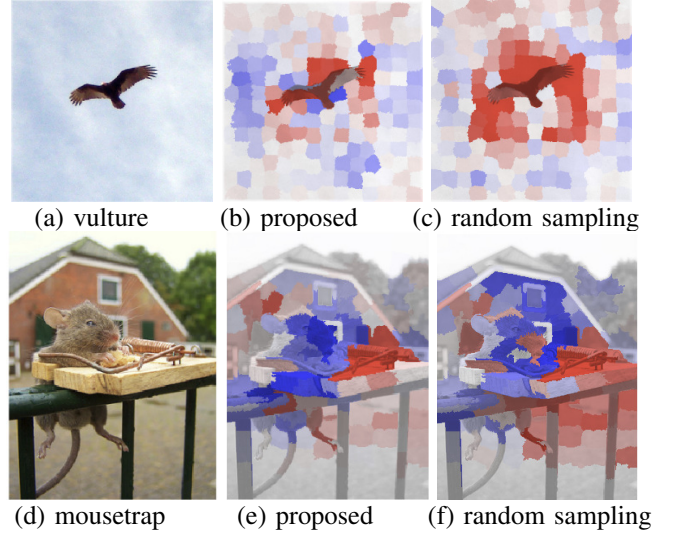 (a) vulture (b) proposed (c) random sampling
(d) mousetrap (e) proposed (f) random sampling